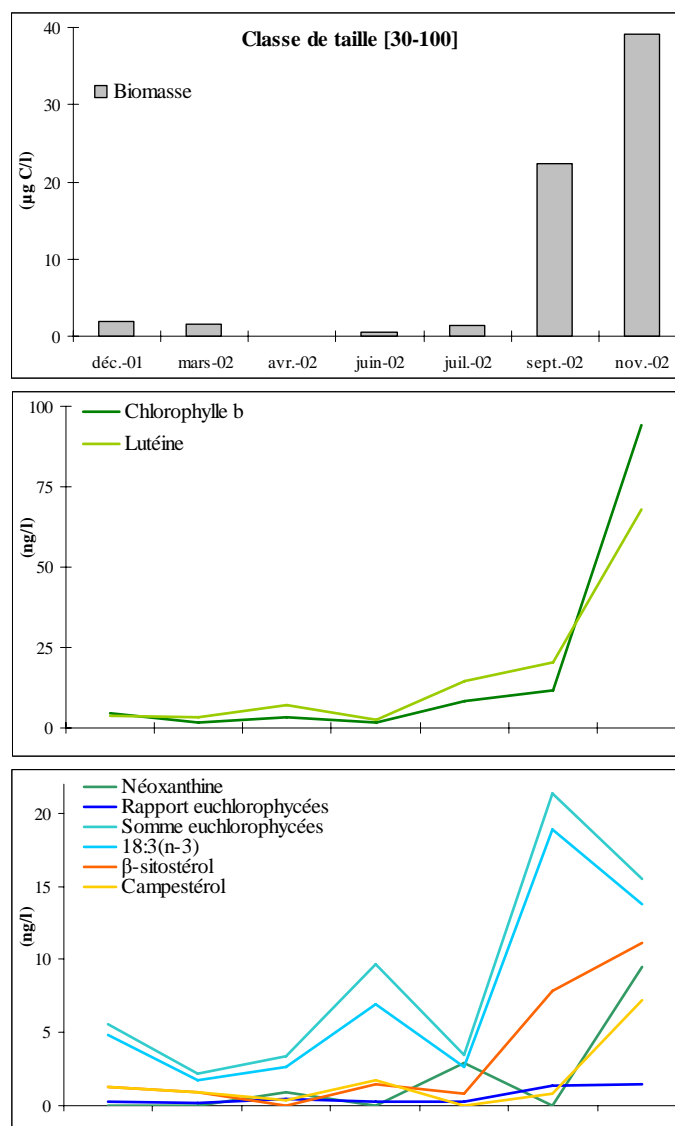 Classe de taille [30-100]
Biomasse
(µg C/l)
40
30
20
10
0
déc.-01 mars-02 avr.-02 juin-02 juil.-02 sept.-02 nov.-02
Chlorophylle b
Lutéine
(ng/l)
100
75
50
25
0
Néoxanthine
Rapport euchlorophycées
Somme euchlorophycées
18:3(n-3)
β-sitostérol
Campestérol
(ng/l)
20
15
10
5
0